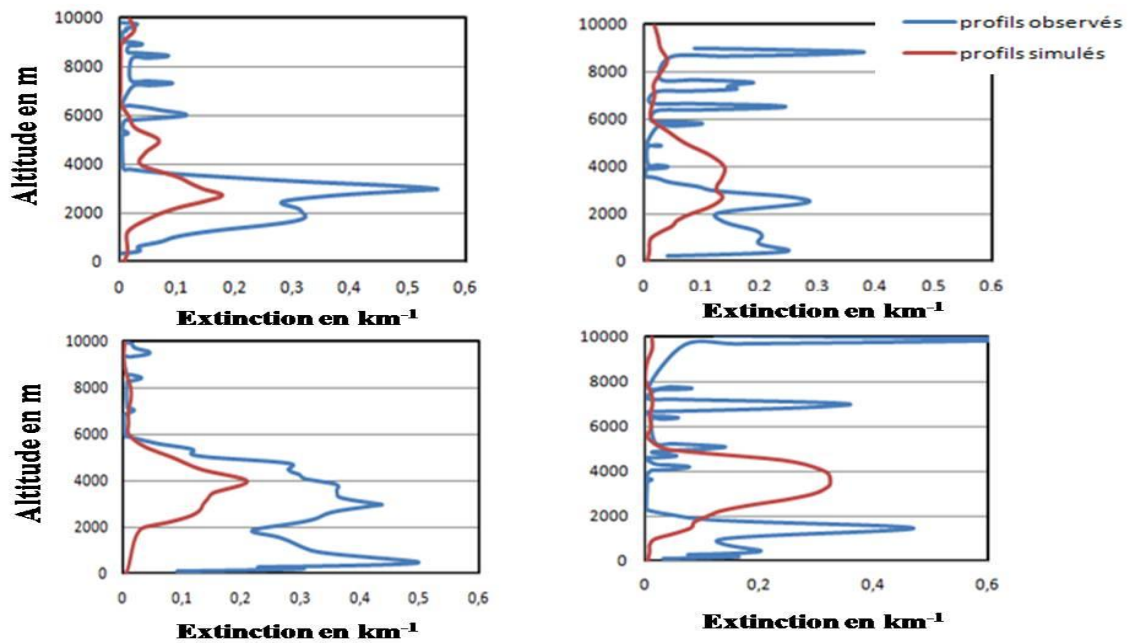 profils observés
profils simulés
Altitude en m
10000
8000
6000
4000
2000
0
0 0,1 0,2 0,3 0,4 0,5 0,6
Extinction en km-1
10000
8000
6000
4000
2000
0
0 0.1 0.2 0.3 0.4 0.5 0.6
Extinction en km-1
Altitude en m
10000
8000
6000
4000
2000
0
0 0,1 0,2 0,3 0,4 0,5 0,6
Extinction en km-1
10000
8000
6000
4000
2000
0
0 0,2 0,4 0,6
Extinction en km-1